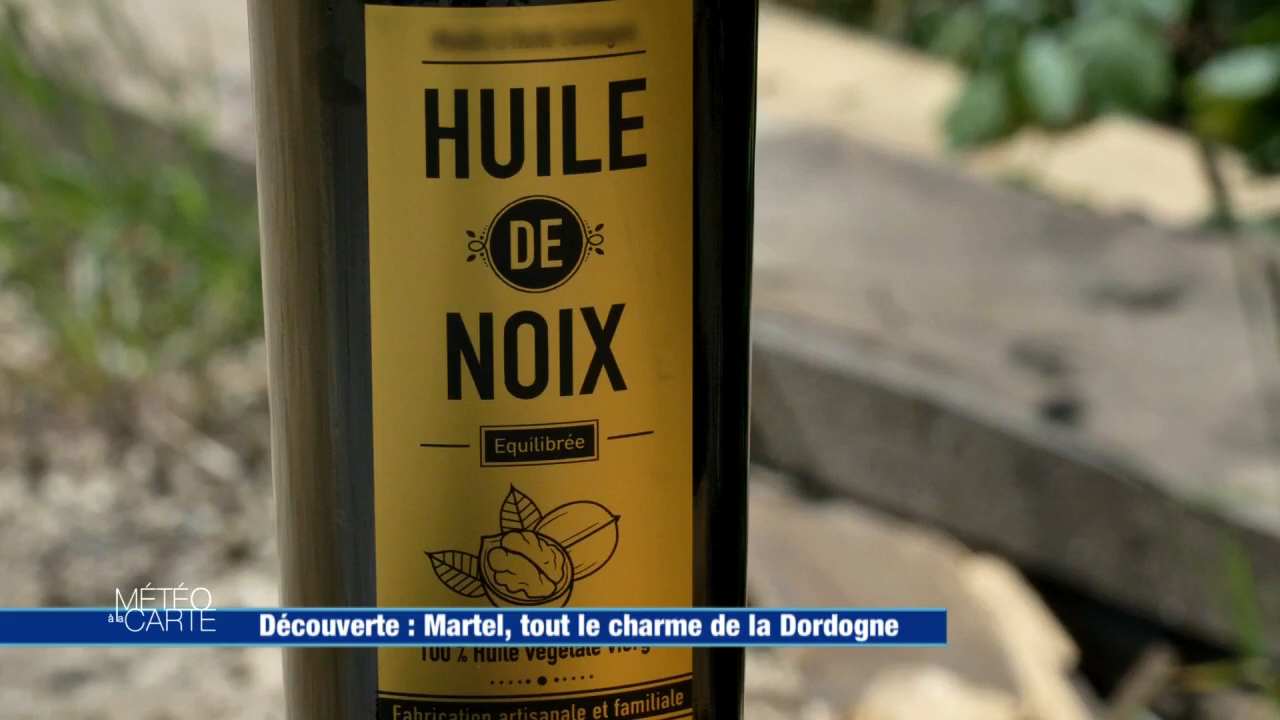 HUILE
DE
NOIX
Equilibrée
MÉTÉO
à la CARTE
Découverte : Martel, tout le charme de la Dordogne
100 % Huile Végétale
Fabrication artisanale et familiale